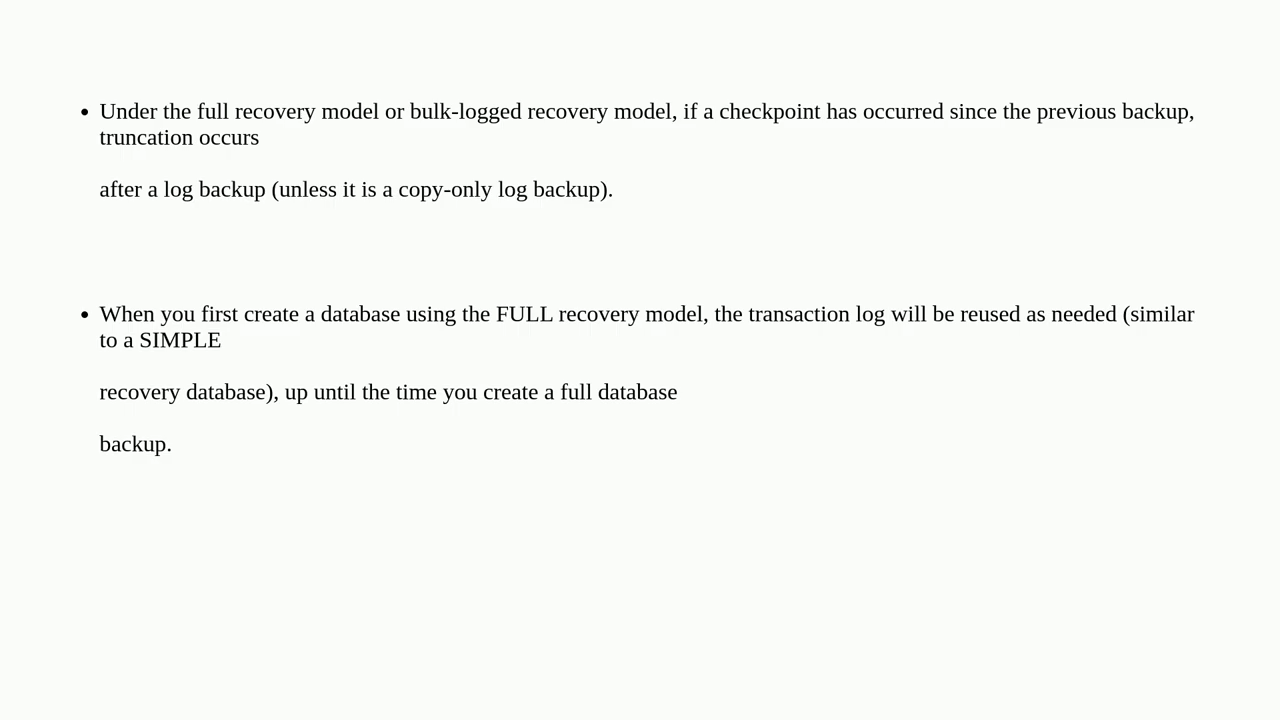 • Under the full recovery model or bulk-logged recovery model, if a checkpoint has occurred since the previous backup,
truncation occurs
after a log backup (unless it is a copy-only log backup).
• When you first create a database using the FULL recovery model, the transaction log will be reused as needed (similar
to a SIMPLE
recovery database), up until the time you create a full database
backup.